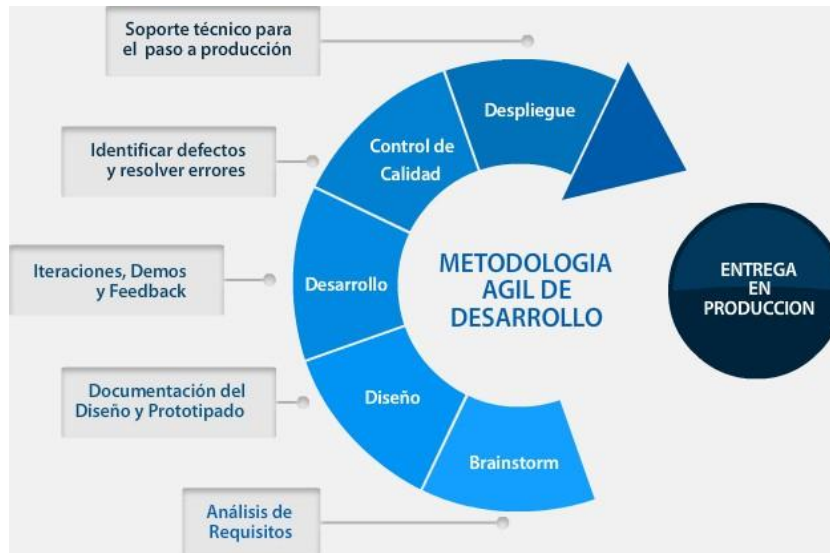 Soporte técnico para
el paso a producción
Despliegue
Identificar defectos
y resolver errores
Control de
Calidad
Iteraciones, Demos
y Feedback
Desarrollo
METODOLOGIA
AGIL DE
DESARROLLO
ENTREGA
EN
PRODUCCION
Documentación del
Diseño y Prototipado
Diseño
Brainstorm
Análisis de
Requisitos